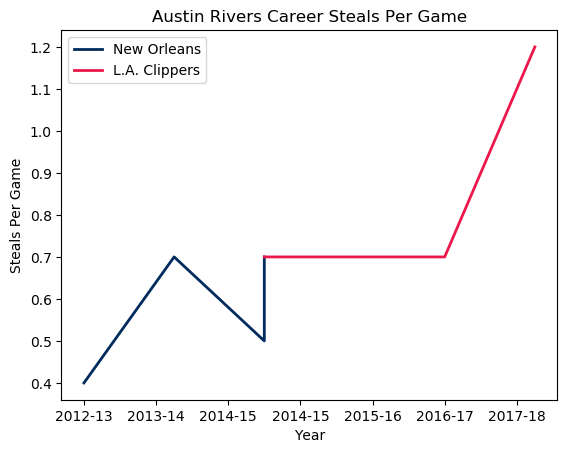 Austin Rivers Career Steals Per Game
New Orleans
L.A. Clippers
Steals Per Game
1.2
1.1
1.0
0.9
0.8
0.7
0.6
0.5
0.4
2012-13 2013-14 2014-15 2014-15 2015-16 2016-17 2017-18
Year